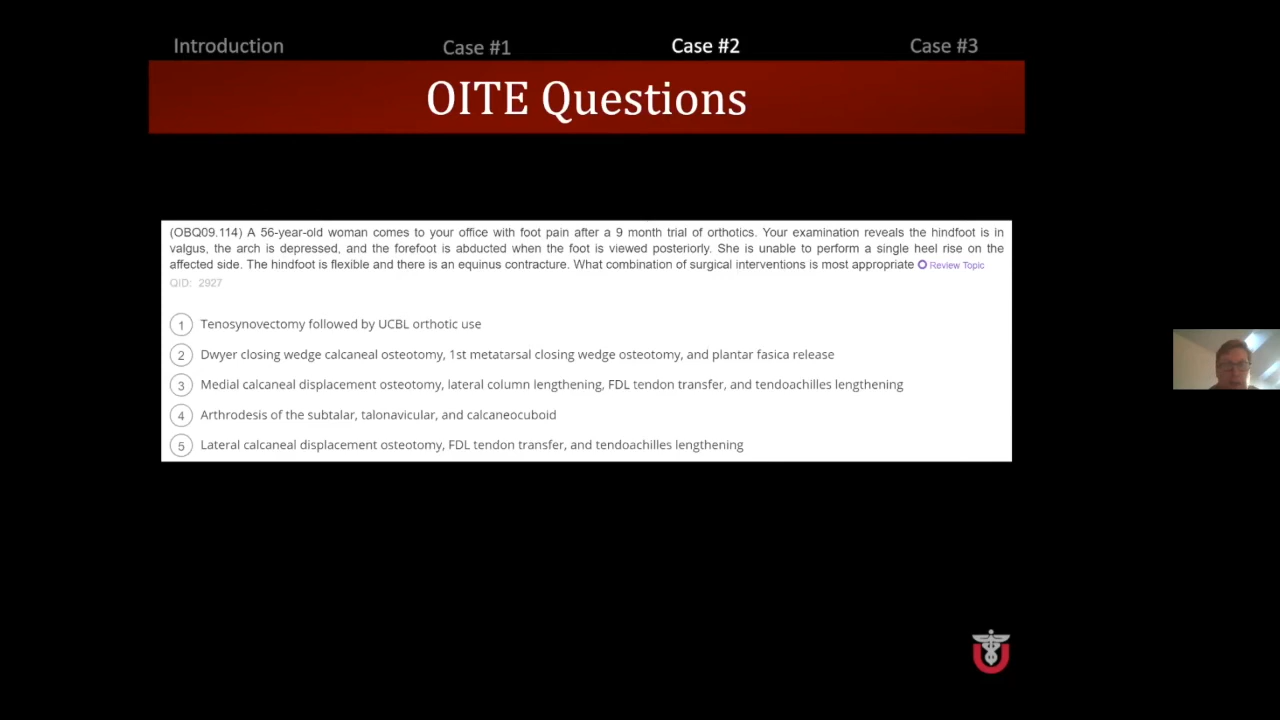 Introduction Case #1 Case #2 Case #3
OITE Questions
(OBQ09.114) A 56-year-old woman comes to your office with foot pain after a 9 month trial of orthotics. Your examination reveals the hindfoot is in
valgus, the arch is depressed, and the forefoot is abducted when the foot is viewed posteriorly. She is unable to perform a single heel rise on the
affected side. The hindfoot is flexible and there is an equinus contracture. What combination of surgical interventions is most appropriate Review Topic
QID: 2927
1 Tenosynovectomy followed by UCBL orthotic use
2 Dwyer closing wedge calcaneal osteotomy, 1st metatarsal closing wedge osteotomy, and plantar fasica release
3 Medial calcaneal displacement osteotomy, lateral column lengthening, FDL tendon transfer, and tendoachilles lengthening
4 Arthrodesis of the subtalar, talonavicular, and calcaneocuboid
5 Lateral calcaneal displacement osteotomy, FDL tendon transfer, and tendoachilles lengthening